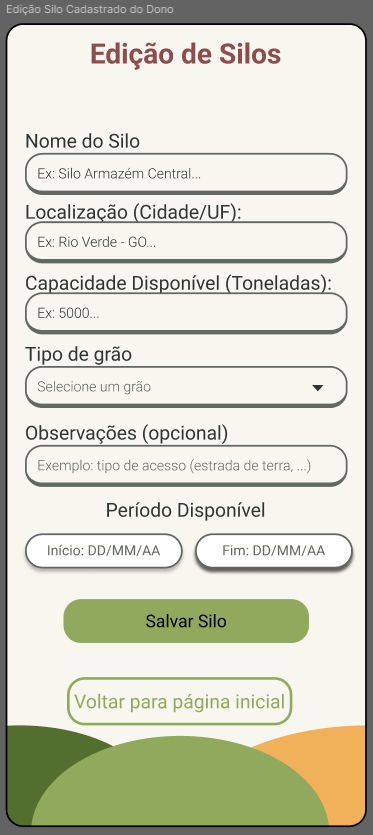 Edição Silo Cadastrado do Dono
Edição de Silos
Nome do Silo
Ex: Silo Armazém Central...
Localização (Cidade/UF):
Ex: Rio Verde - GO...
Capacidade Disponível (Toneladas):
Ex: 5000...
Tipo de grão
Selecione um grão
Observações (opcional)
Exemplo: tipo de acesso (estrada de terra, ...)
Período Disponível
Início: DD/MM/AA
Fim: DD/MM/AA
Salvar Silo
Voltar para página inicial